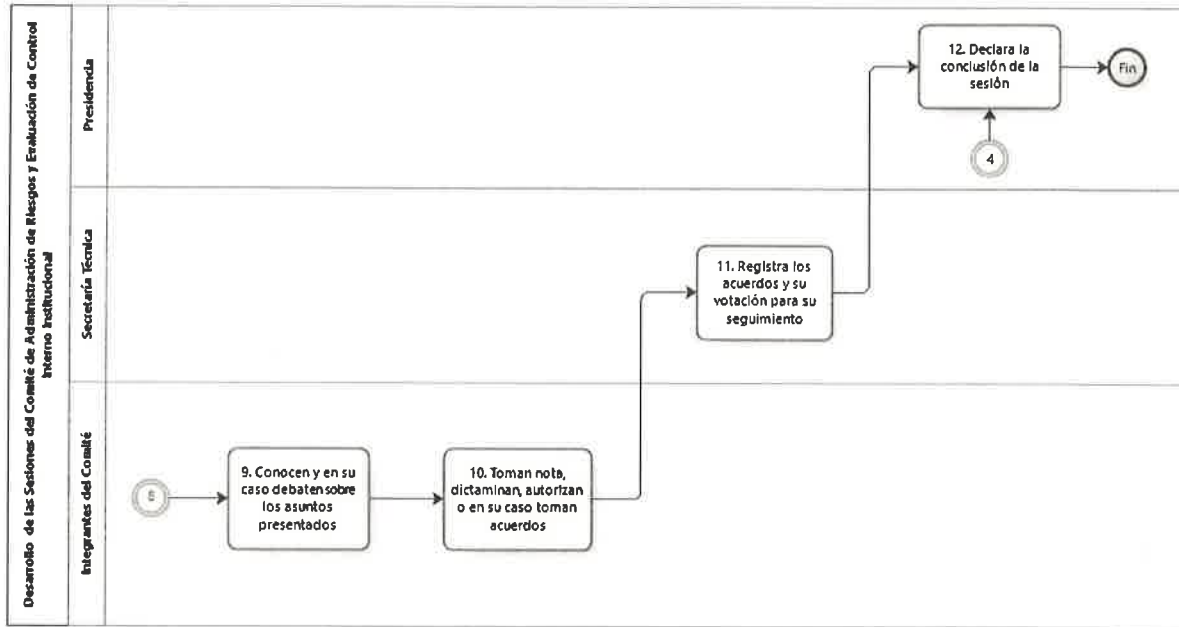 Desarrollo de las Sesiones del Comité de Administración de Riesgos y Evaluación de Control
Interno Institucional
Presidencia
12. Declara la
conclusión de la
sesión
Fin
4
Secretaría Técnica
11. Registra los
acuerdos y su
votación para su
seguimiento
Integrantes del Comité
9. Conocen y en su
caso debaten sobre
los asuntos
presentados
10. Toman nota,
dictaminan, autorizan
o en su caso toman
acuerdos